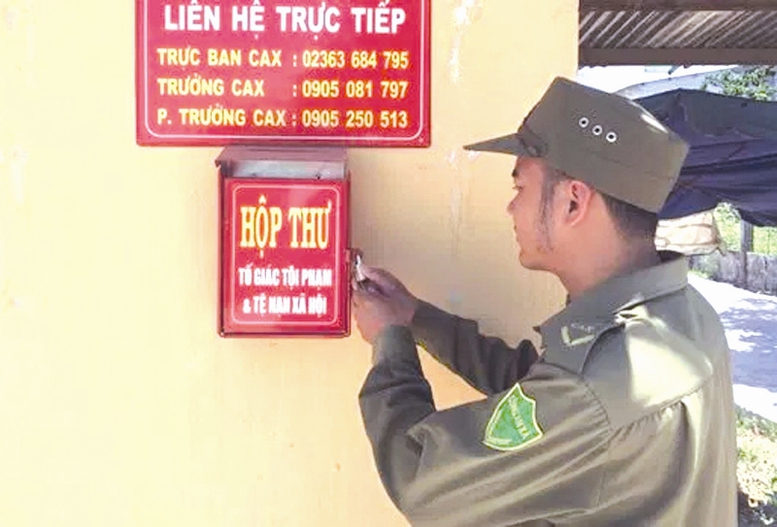 LIÊN HỆ TRỰC TIẾP
TRỰC BAN CAX : 02363 684 795
TRƯỞNG CAX : 0905 081 797
P. TRƯỞNG CAX : 0905 250 513
HỘP THƯ
TỐ GIÁC TỘI PHẠM
& TỆ NẠN XÃ HỘI